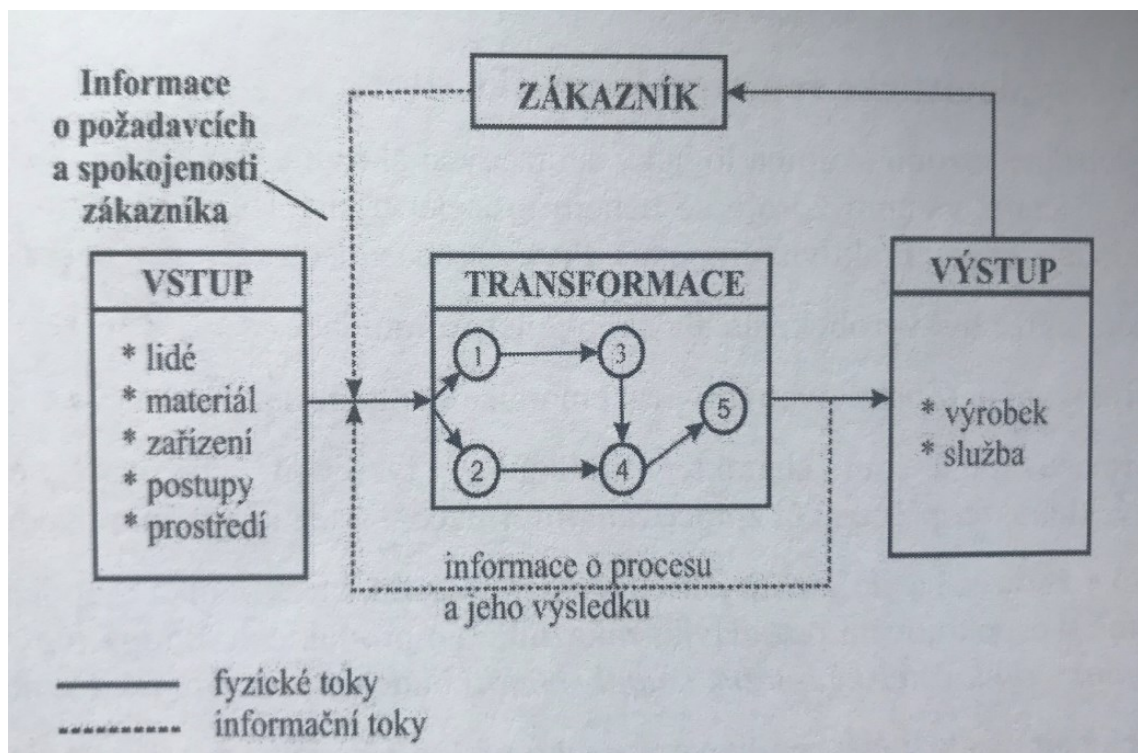 Informace
o požadavcích
a spokojenosti
zákazníka
ZÁKAZNÍK
VSTUP
* lidé
* materiál
* zařízení
* postupy
* prostředí
TRANSFORMACE
1
3
5
2
4
VÝSTUP
* výrobek
* služba
informace o procesu
a jeho výsledku
fyzické toky
informační toky